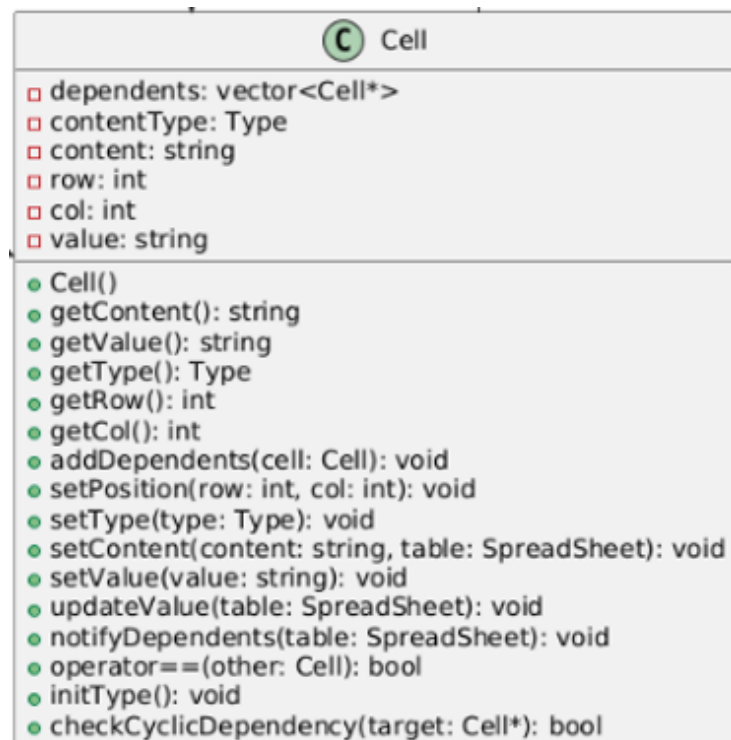 C Cell
dependents: vector<Cell*>
contentType: Type
content: string
row: int
col: int
value: string
Cell()
getContent(): string
getValue(): string
getType(): Type
getRow(): int
getCol(): int
addDependents(cell: Cell): void
setPosition(row: int, col: int): void
setType(type: Type): void
setContent(content: string, table: SpreadSheet): void
setValue(value: string): void
updateValue(table: SpreadSheet): void
notifyDependents(table: SpreadSheet): void
operator==(other: Cell): bool
initType(): void
checkCyclicDependency(target: Cell*): bool